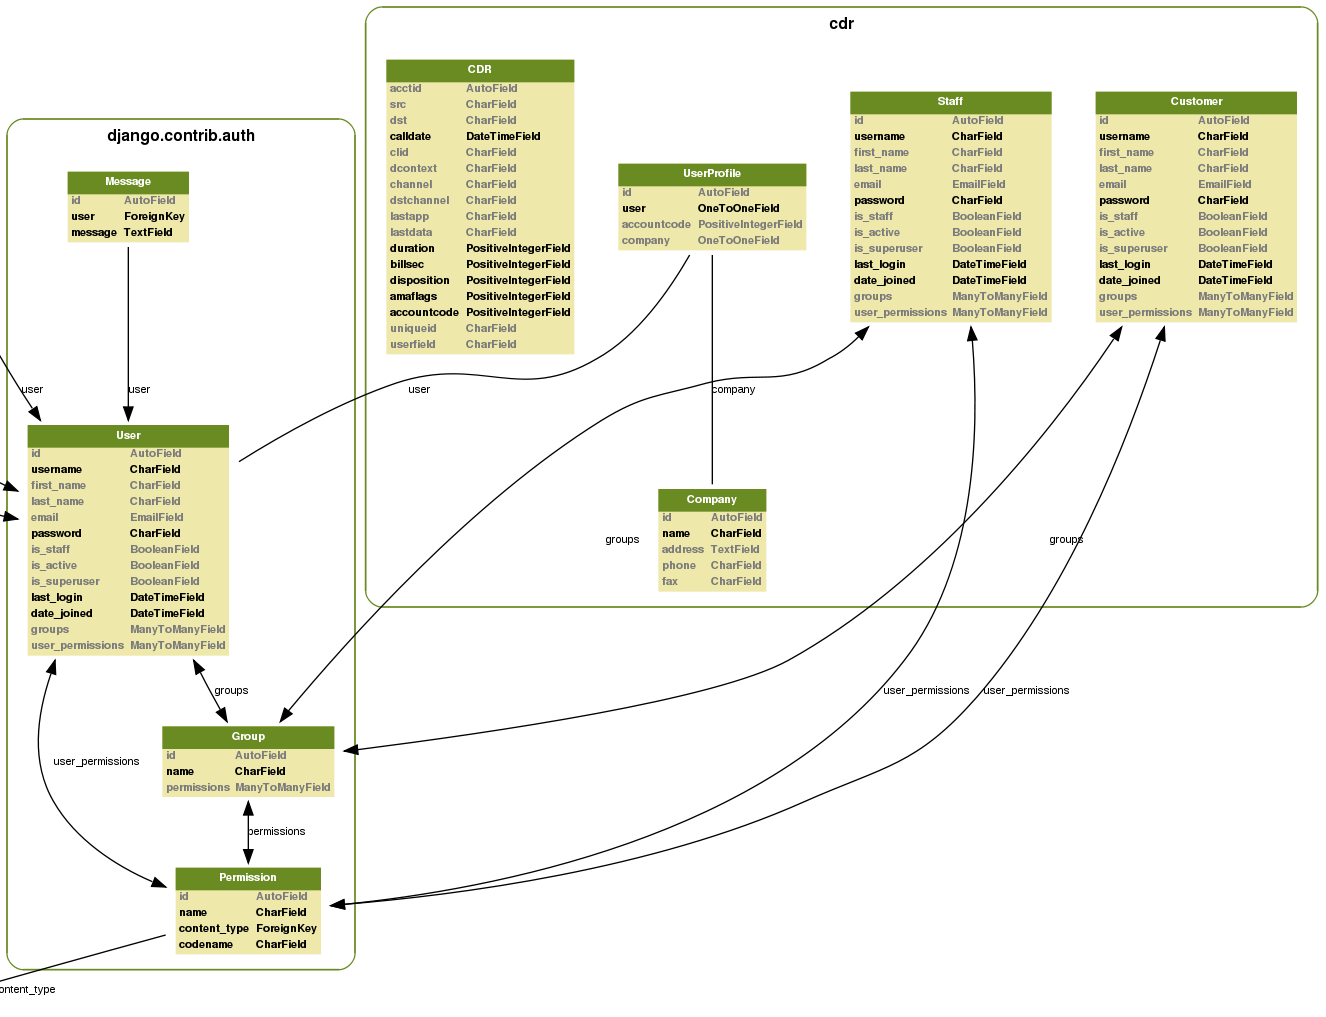 cdr
CDR
acctid AutoField
src CharField
dst CharField
calldate DateTimeField
clid CharField
dcontext CharField
channel CharField
dstchannel CharField
lastapp CharField
lastdata CharField
duration PositiveIntegerField
billsec PositiveIntegerField
disposition PositiveIntegerField
amaflags PositiveIntegerField
accountcode PositiveIntegerField
uniqueid CharField
userfield CharField
UserProfile
id AutoField
user OneToOneField
accountcode PositiveIntegerField
company OneToOneField
Staff
id AutoField
username CharField
first_name CharField
last_name CharField
email EmailField
password CharField
is_staff BooleanField
is_active BooleanField
is_superuser BooleanField
last_login DateTimeField
date_joined DateTimeField
groups ManyToManyField
user_permissions ManyToManyField
Customer
id AutoField
username CharField
first_name CharField
last_name CharField
email EmailField
password CharField
is_staff BooleanField
is_active BooleanField
is_superuser BooleanField
last_login DateTimeField
date_joined DateTimeField
groups ManyToManyField
user_permissions ManyToManyField
django.contrib.auth
Message
id AutoField
user ForeignKey
message TextField
user
user
user
company
User
id AutoField
username CharField
first_name CharField
last_name CharField
email EmailField
password CharField
is_staff BooleanField
is_active BooleanField
is_superuser BooleanField
last_login DateTimeField
date_joined DateTimeField
groups ManyToManyField
user_permissions ManyToManyField
Company
id AutoField
name CharField
address TextField
phone CharField
fax CharField
groups
groups
groups
user_permissions
user_permissions
Group
id AutoField
name CharField
permissions ManyToManyField
user_permissions
permissions
Permission
id AutoField
name CharField
content_type ForeignKey
codename CharField
ontent_type